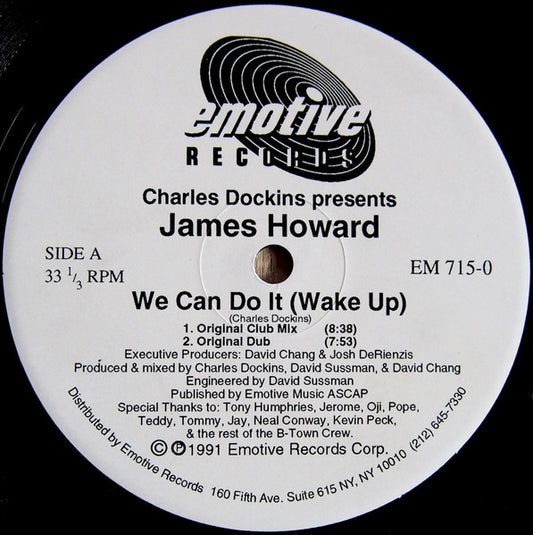 emotive
RECORDS
Charles Dockins presents
James Howard
SIDE A
33 1/3 RPM
EM 715-0
We Can Do It (Wake Up)
(Charles Dockins)
1. Original Club Mix (8:38)
2. Original Dub (7:53)
Executive Producers: David Chang & Josh DeRienzis
Produced & mixed by Charles Dockins, David Sussman, & David Chang
Engineered by David Sussman
Published by Emotive Music ASCAP
Special Thanks to: Tony Humphries, Jerome, Oji, Pope,
Teddy, Tommy, Jay, Neal Conway, Kevin Peck,
& the rest of the B-Town Crew.
© ℗ 1991 Emotive Records Corp.
Distributed by Emotive Records 160 Fifth Ave. Suite 615 NY, NY 10010 (212) 645-7330